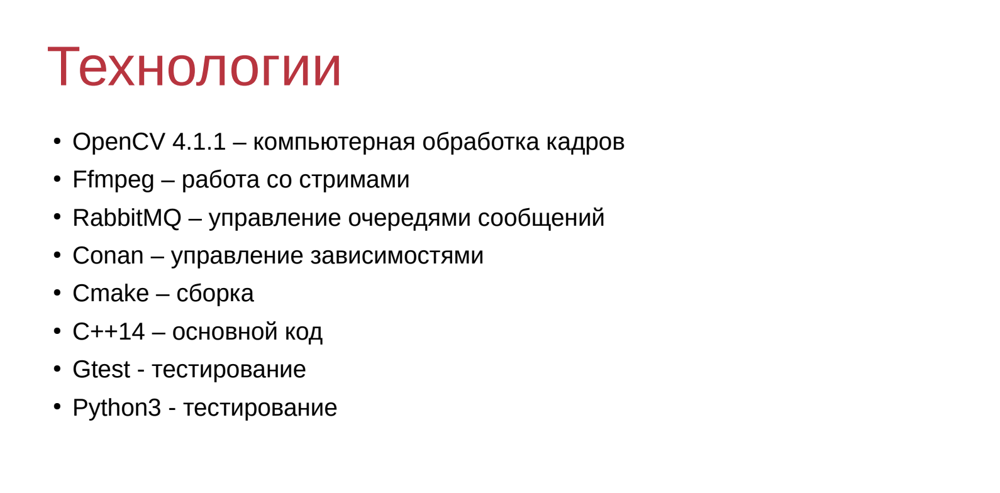 Технологии
• OpenCV 4.1.1 – компьютерная обработка кадров
• Ffmpeg – работа со стримами
• RabbitMQ – управление очередями сообщений
• Conan – управление зависимостями
• Cmake – сборка
• C++14 – основной код
• Gtest - тестирование
• Python3 - тестирование